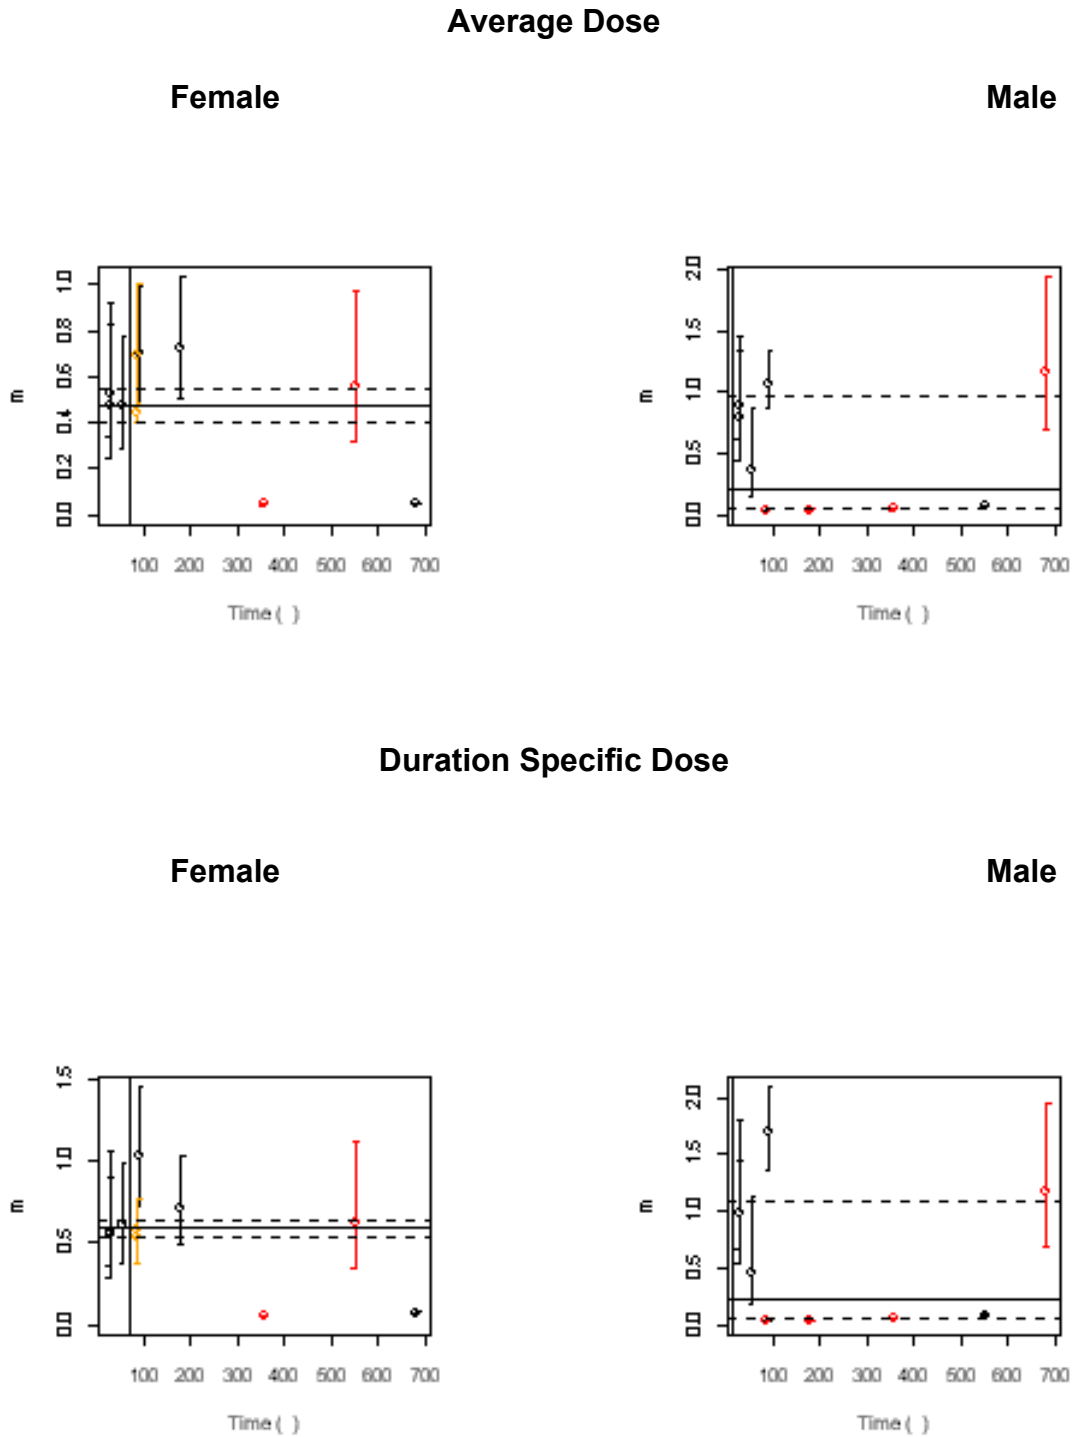 Average Dose
Female Male
1.0 2.0
0.8 1.5
0.6 1.0
0.4 0.5
0.2 0.0
0.0
m m
100 200 300 400 500 600 700 100 200 300 400 500 600 700
Time ( ) Time ( )
Duration Specific Dose
Female Male
1.5 2.0
1.0 1.5
0.5 1.0
0.0 0.5
0.0
m m
100 200 300 400 500 600 700 100 200 300 400 500 600 700
Time ( ) Time ( )